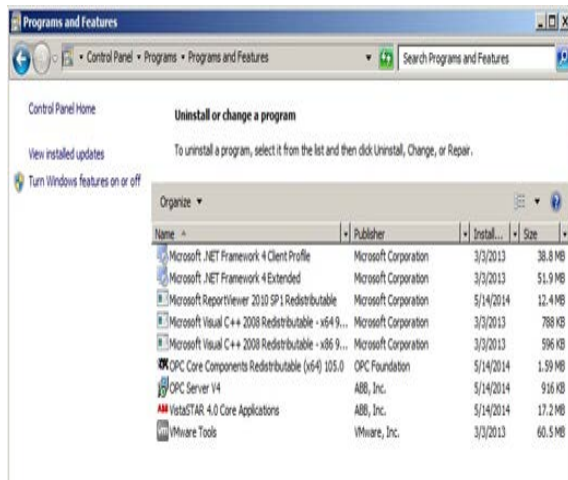 Programs and Features
Control Panel • Programs • Programs and Features
Search Programs and Features
Control Panel Home
View installed updates
Turn Windows features on or off
Uninstall or change a program
To uninstall a program, select it from the list and then click Uninstall, Change, or Repair.
Organize
Name Publisher Install... Size
Microsoft .NET Framework 4 Client Profile Microsoft Corporation 3/3/2013 38.8 MB
Microsoft .NET Framework 4 Extended Microsoft Corporation 3/3/2013 51.9 MB
Microsoft ReportViewer 2010 SP1 Redistributable Microsoft Corporation 5/14/2014 12.4 MB
Microsoft Visual C++ 2008 Redistributable - x64 9... Microsoft Corporation 3/3/2013 788 KB
Microsoft Visual C++ 2008 Redistributable - x86 9... Microsoft Corporation 3/3/2013 596 KB
OPC Core Components Redistributable (x64) 105.0 OPC Foundation 5/14/2014 1.59 MB
OPC Server V4 ABB, Inc. 5/14/2014 916 KB
ABB VistaSTAR 4.0 Core Applications ABB, Inc. 5/14/2014 17.2 MB
VMware Tools VMware, Inc. 3/3/2013 60.5 MB